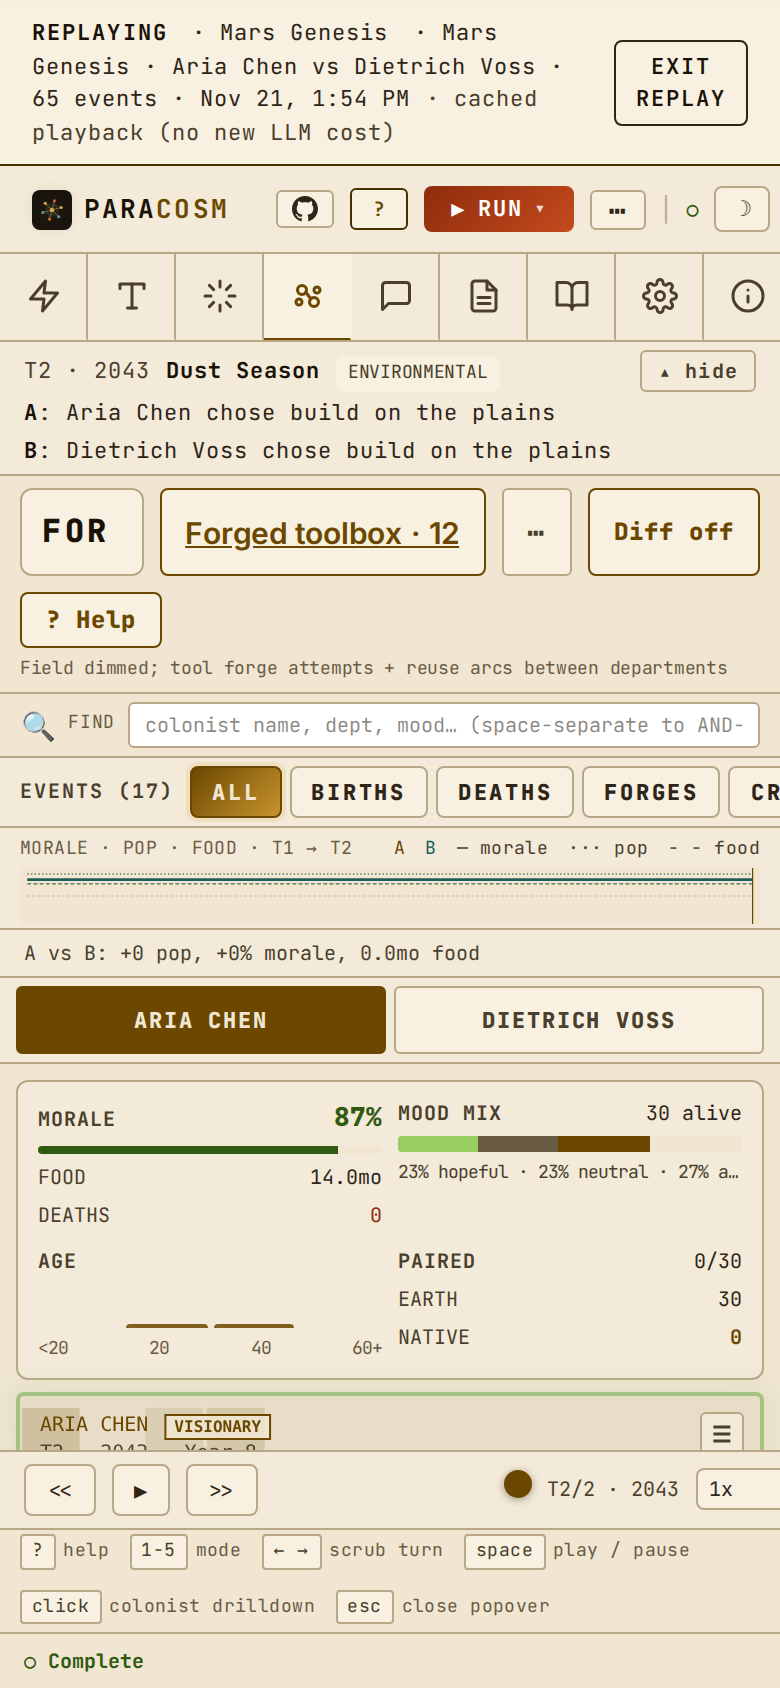 REPLAYING · Mars Genesis · Mars
Genesis · Aria Chen vs Dietrich Voss ·
65 events · Nov 21, 1:54 PM · cached
playback (no new LLM cost)
EXIT
REPLAY
PARACOSM
?
▶ RUN ▾
…
T2 · 2043 Dust Season ENVIRONMENTAL
▴ hide
A: Aria Chen chose build on the plains
B: Dietrich Voss chose build on the plains
FOR
Forged toolbox · 12
…
Diff off
? Help
Field dimmed; tool forge attempts + reuse arcs between departments
FIND
colonist name, dept, mood… (space-separate to AND-
EVENTS (17) ALL BIRTHS DEATHS FORGES CR
MORALE · POP · FOOD · T1 → T2 A B — morale ··· pop - - food
A vs B: +0 pop, +0% morale, 0.0mo food
ARIA CHEN
DIETRICH VOSS
MORALE 87%
FOOD 14.0mo
DEATHS 0
MOOD MIX 30 alive
23% hopeful · 23% neutral · 27% a…
AGE
<20 20 40 60+
PAIRED 0/30
EARTH 30
NATIVE 0
ARIA CHEN VISIONARY
T2 2043 Year 8
<< ▶ >>
T2/2 · 2043 1x
? help 1-5 mode ← → scrub turn space play / pause
click colonist drilldown esc close popover
○ Complete